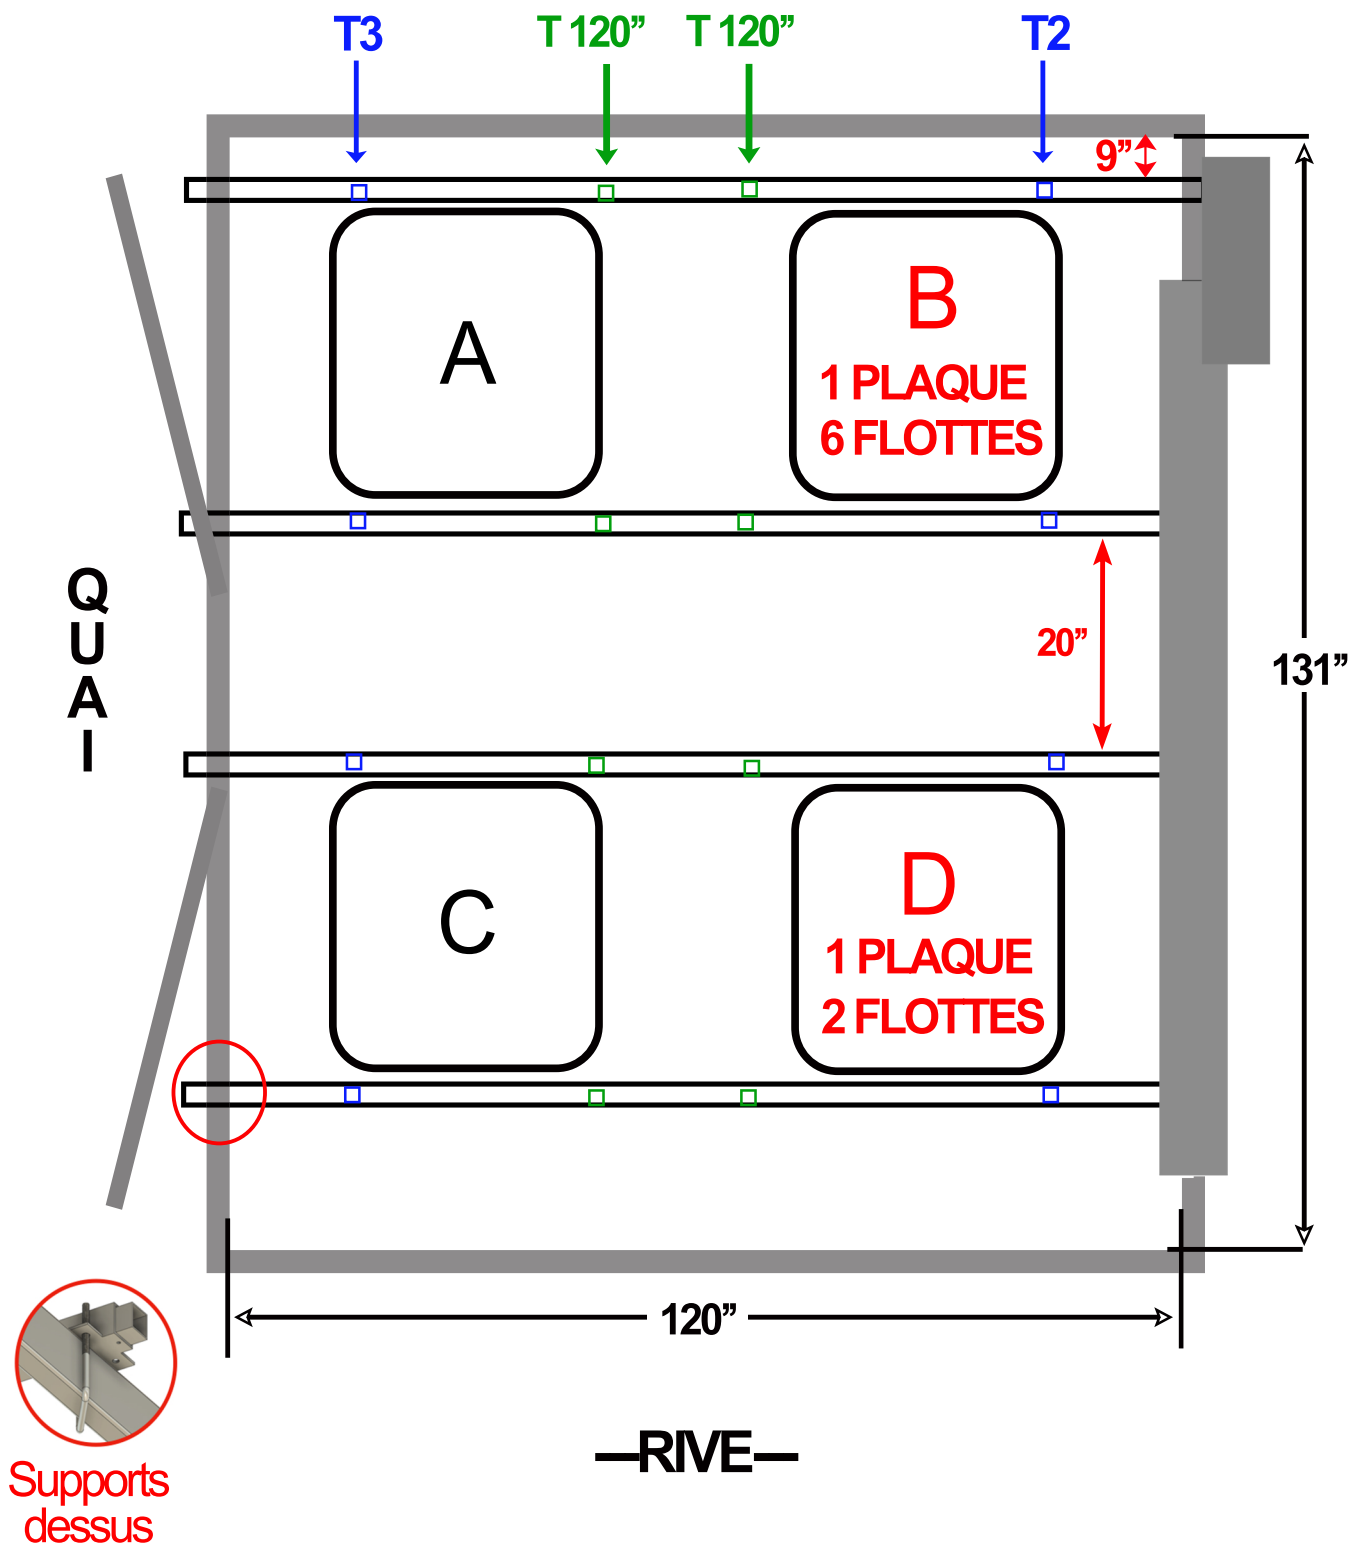 T3
T 120”
T 120”
T2
9”
A
B
1 PLAQUE
6 FLOTTES
QUAI
20”
131”
C
D
1 PLAQUE
2 FLOTTES
120”
—RIVE—
Supports
dessus